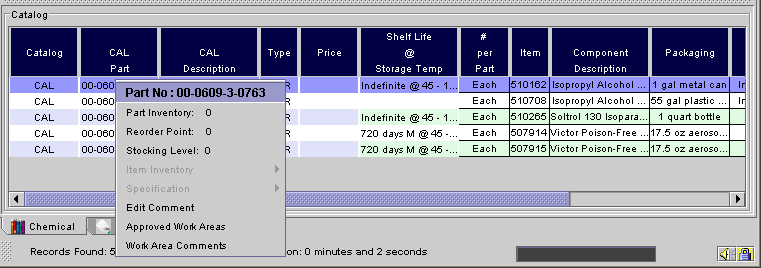 Catalog
Catalog CAL Part CAL Description Type Price Shelf Life @ Storage Temp # per Part Item Component Description Packaging
CAL 00-060 R Indefinite @ 45 - 1... Each 510162 Isopropyl Alcohol ... 1 gal metal can In
CAL 00-060 R Each 510708 Isopropyl Alcohol ... 55 gal plastic ... In
CAL 00-060 Indefinite @ 45 - ... Each 510265 Soltrol 130 Isopara... 1 quart bottle
CAL 00-060 R 720 days M @ 45 -... Each 507914 Victor Poison-Free ... 17.5 oz aeroso...
CAL 00-060 R 720 days M @ 45 -... Each 507915 Victor Poison-Free ... 17.5 oz aeroso...
Part No : 00-0609-3-0763
Part Inventory: 0
Reorder Point: 0
Stocking Level: 0
Item Inventory
Specification
Edit Comment
Approved Work Areas
Work Area Comments
Chemical
Records Found: 5 on: 0 minutes and 2 seconds